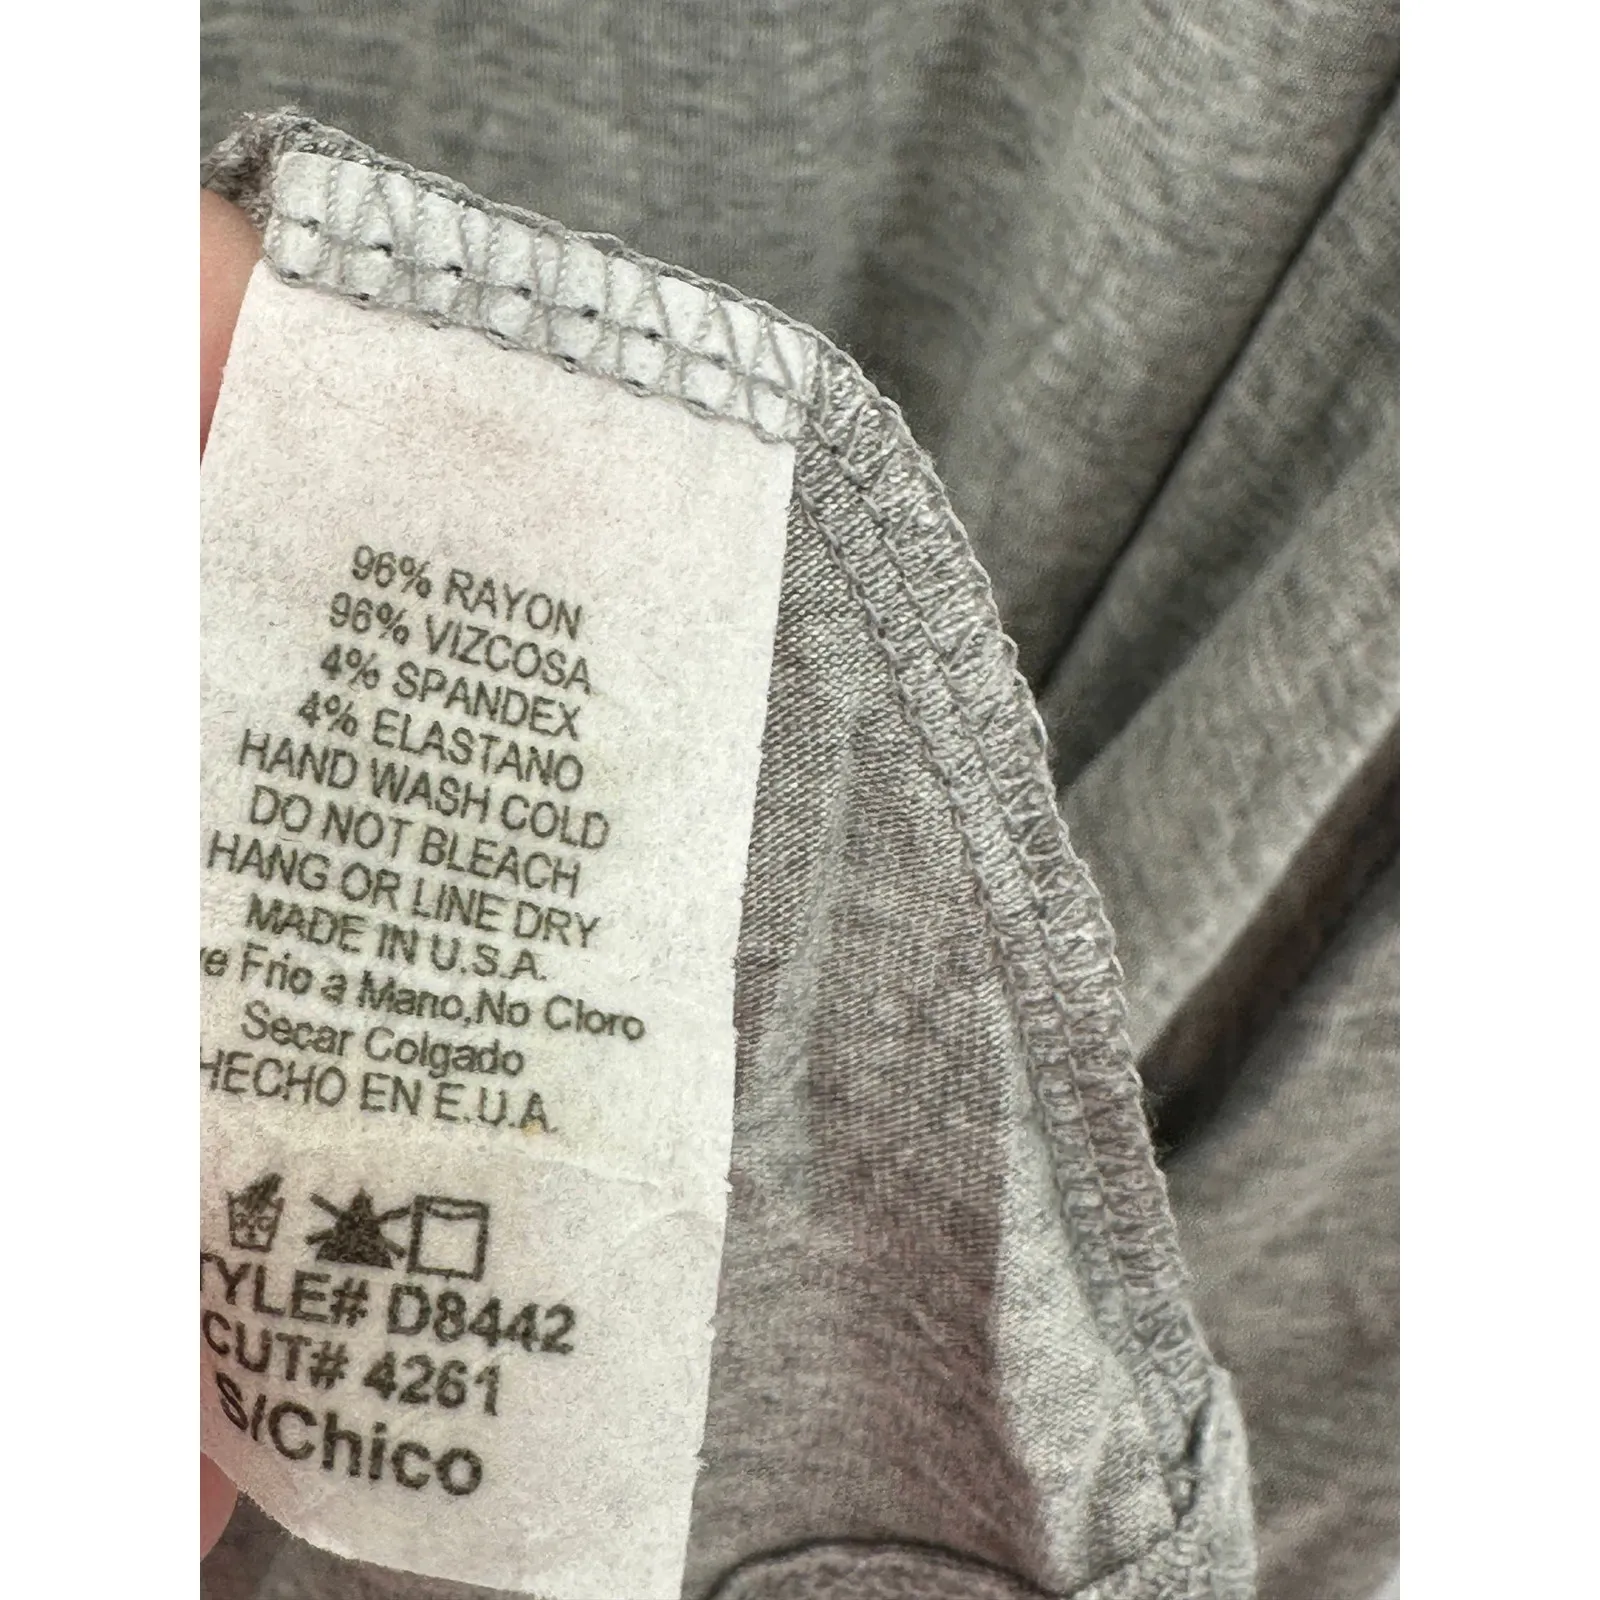 96% RAYON
96% VIZCOSA
4% SPANDEX
4% ELASTANO
HAND WASH COLD
DO NOT BLEACH
HANG OR LINE DRY
MADE IN U.S.A.
ve Frio a Mano,No Cloro
Secar Colgado
HECHO EN E.U.A.
TYLE# D8442
CUT# 4261
S/Chico